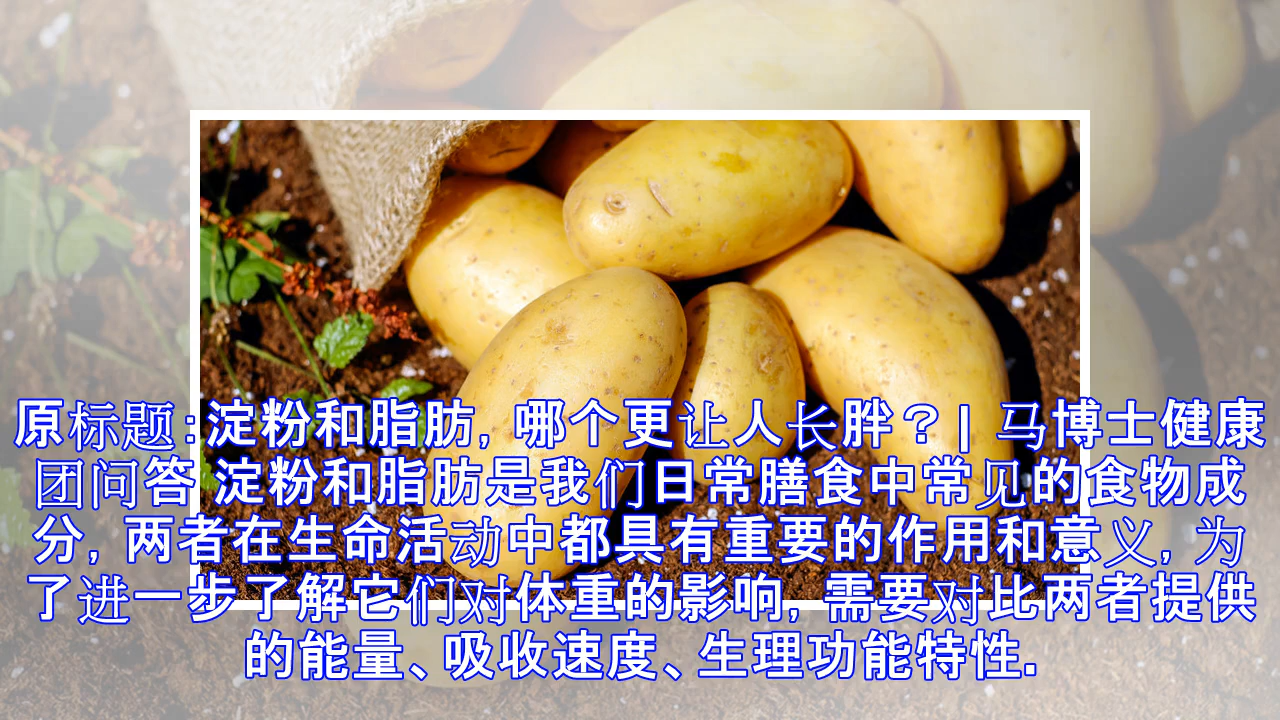 原标题:淀粉和脂肪, 哪个更让人长胖？| 马博士健康
团问答 淀粉和脂肪是我们日常膳食中常见的食物成
分, 两者在生命活动中都具有重要的作用和意义, 为
了进一步了解它们对体重的影响, 需要对比两者提供
的能量、吸收速度、生理功能特性.